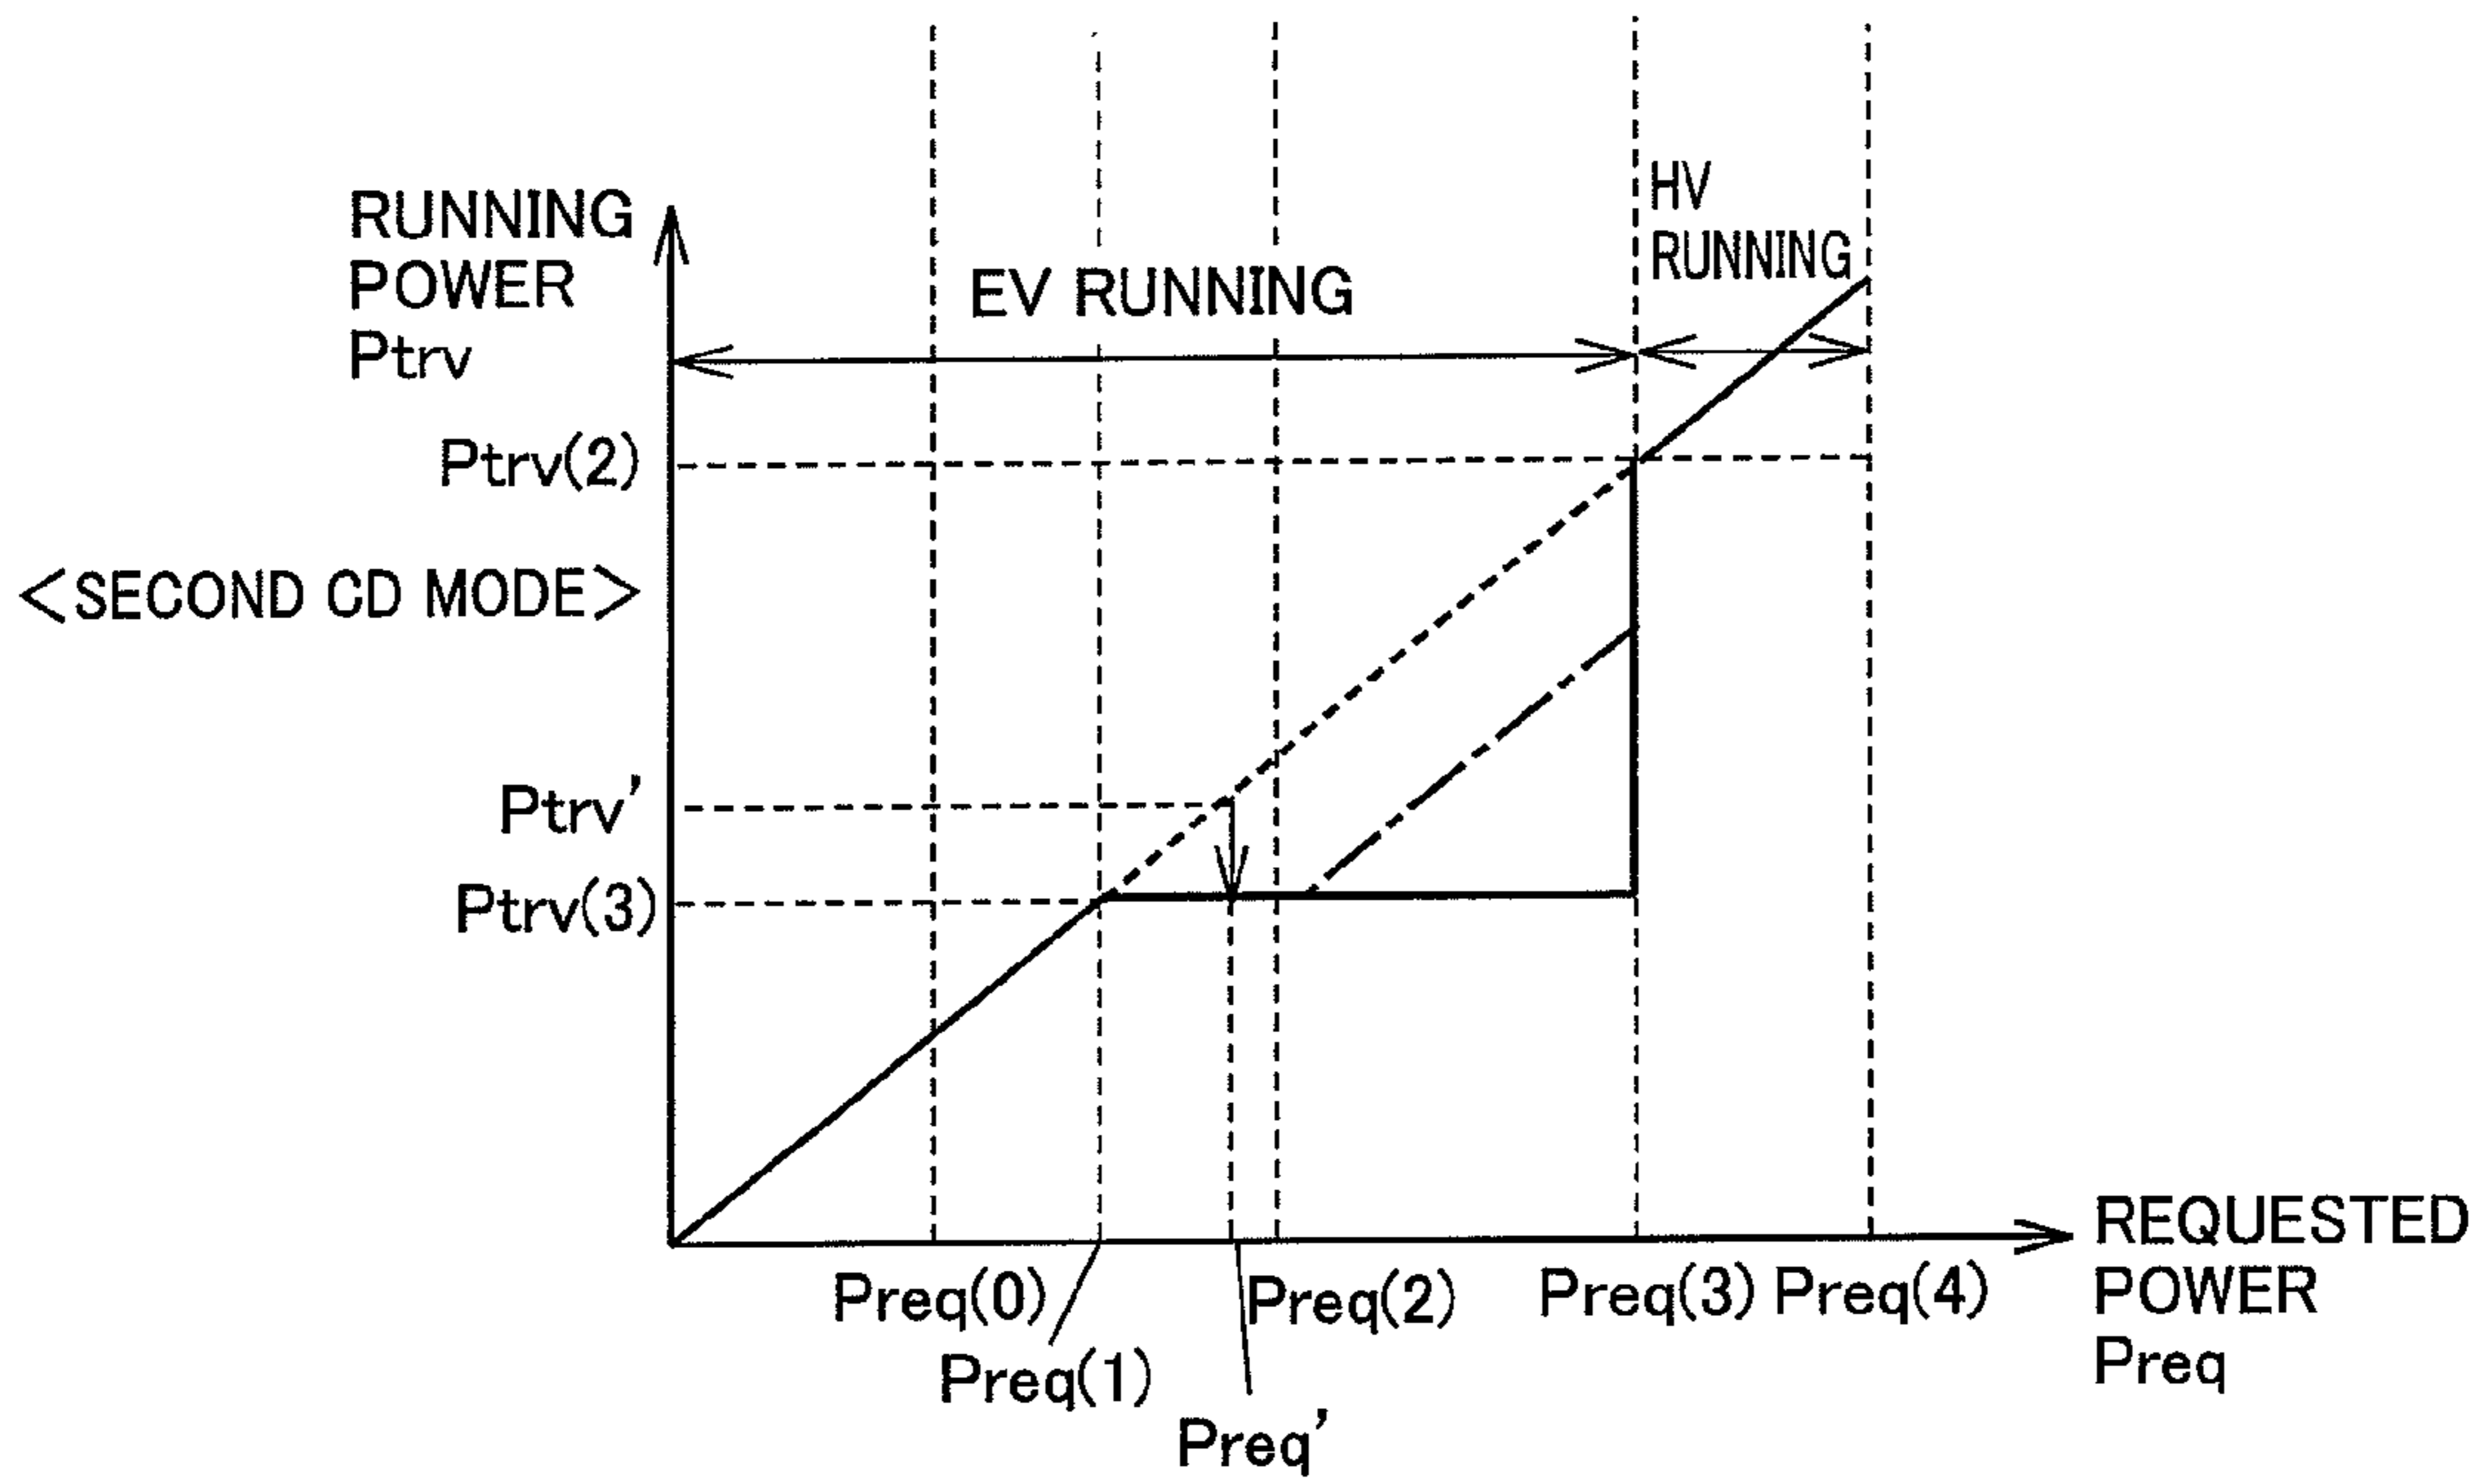 HV
RUNNING
RUNNING
POWER
Ptrv
EV RUNNING
Ptrv(2)
<SECOND CD MODE>
Ptrv'
Ptrv(3)
REQUESTED
POWER
Preq
Preq(0)
Preq(2)
Preq(3)
Preq(4)
Preq(1)
Preq'